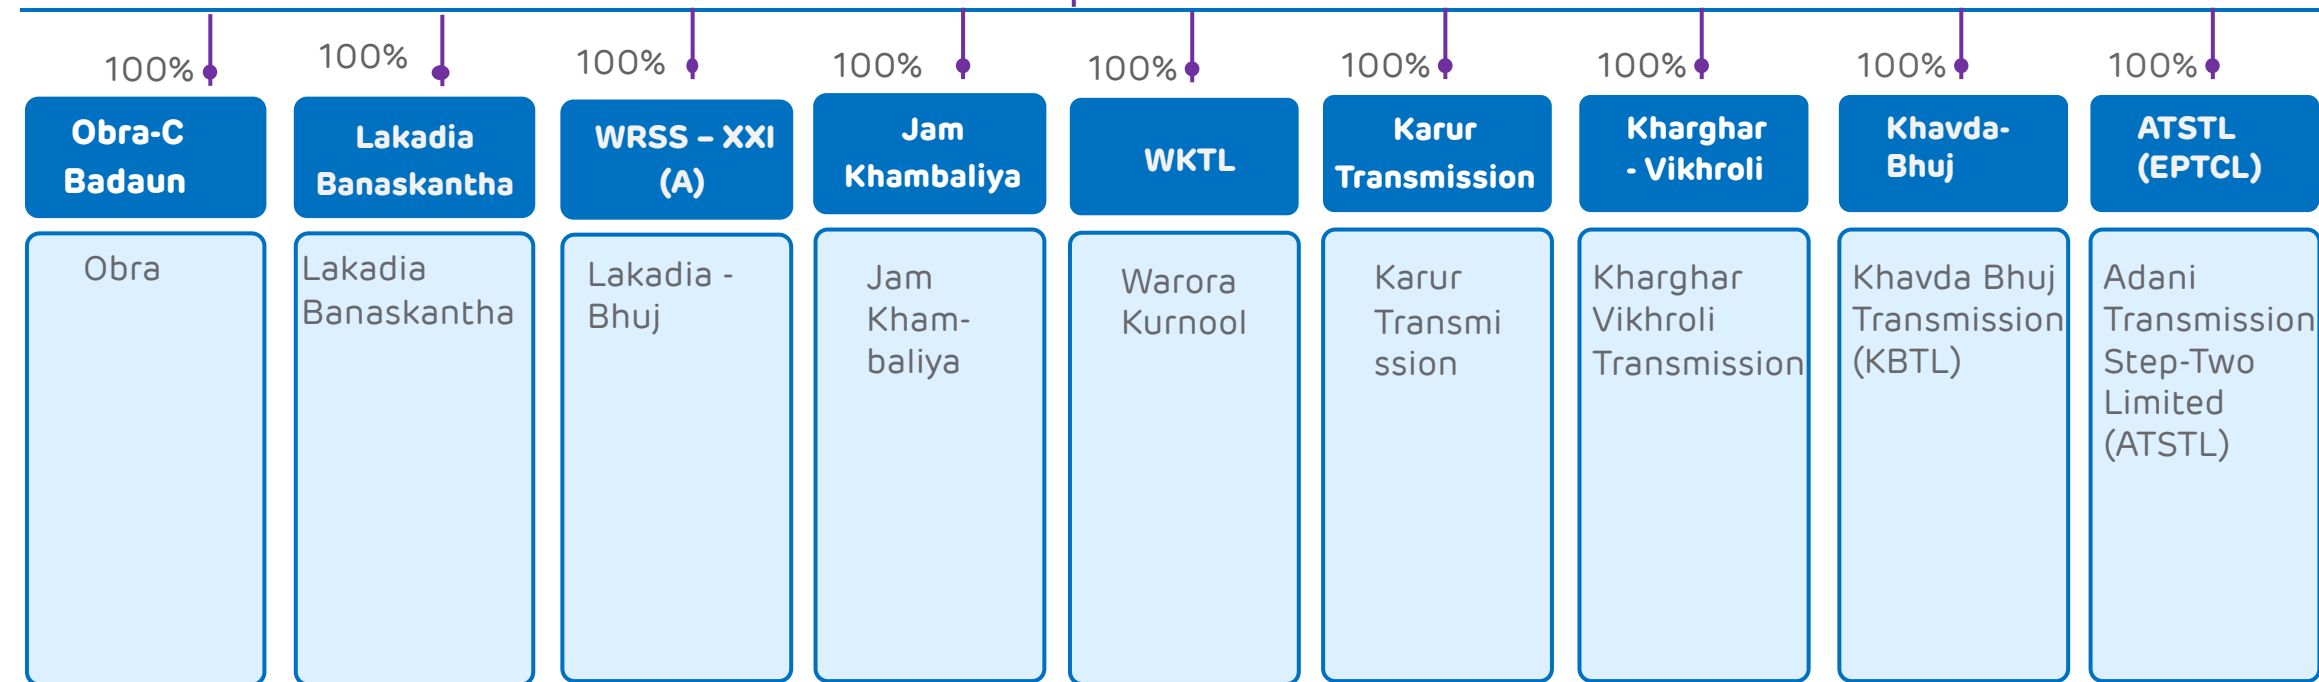 100%
100%
100%
100%
100%
100%
100%
100%
100%
Obra-C
Badaun
Lakadia
Banaskantha
WRSS – XXI
(A)
Jam
Khambaliya
WKTL
Karur
Transmission
Kharghar
- Vikhroli
Khavda-
Bhuj
ATSTL
(EPTCL)
Obra
Lakadia
Banaskantha
Lakadia -
Bhuj
Jam
Kham-
baliya
Warora
Kurnool
Karur
Transmi
ssion
Kharghar
Vikhroli
Transmission
Khavda Bhuj
Transmission
(KBTL)
Adani
Transmission
Step-Two
Limited
(ATSTL)